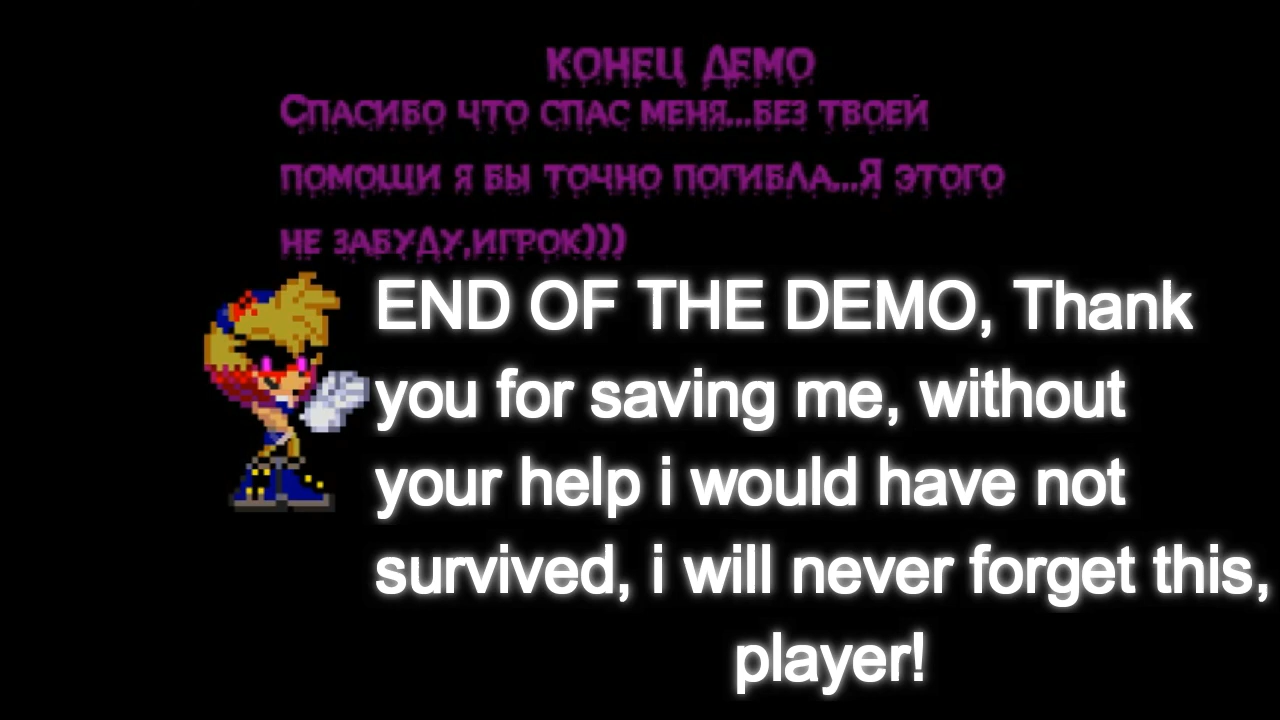 КОНЕЦ ДЕМО
Спасибо что спас меня...без твоей
помощи я бы точно погибла...Я этого
не забуду,игрок)))
END OF THE DEMO, Thank
you for saving me, without
your help i would have not
survived, i will never forget this,
player!